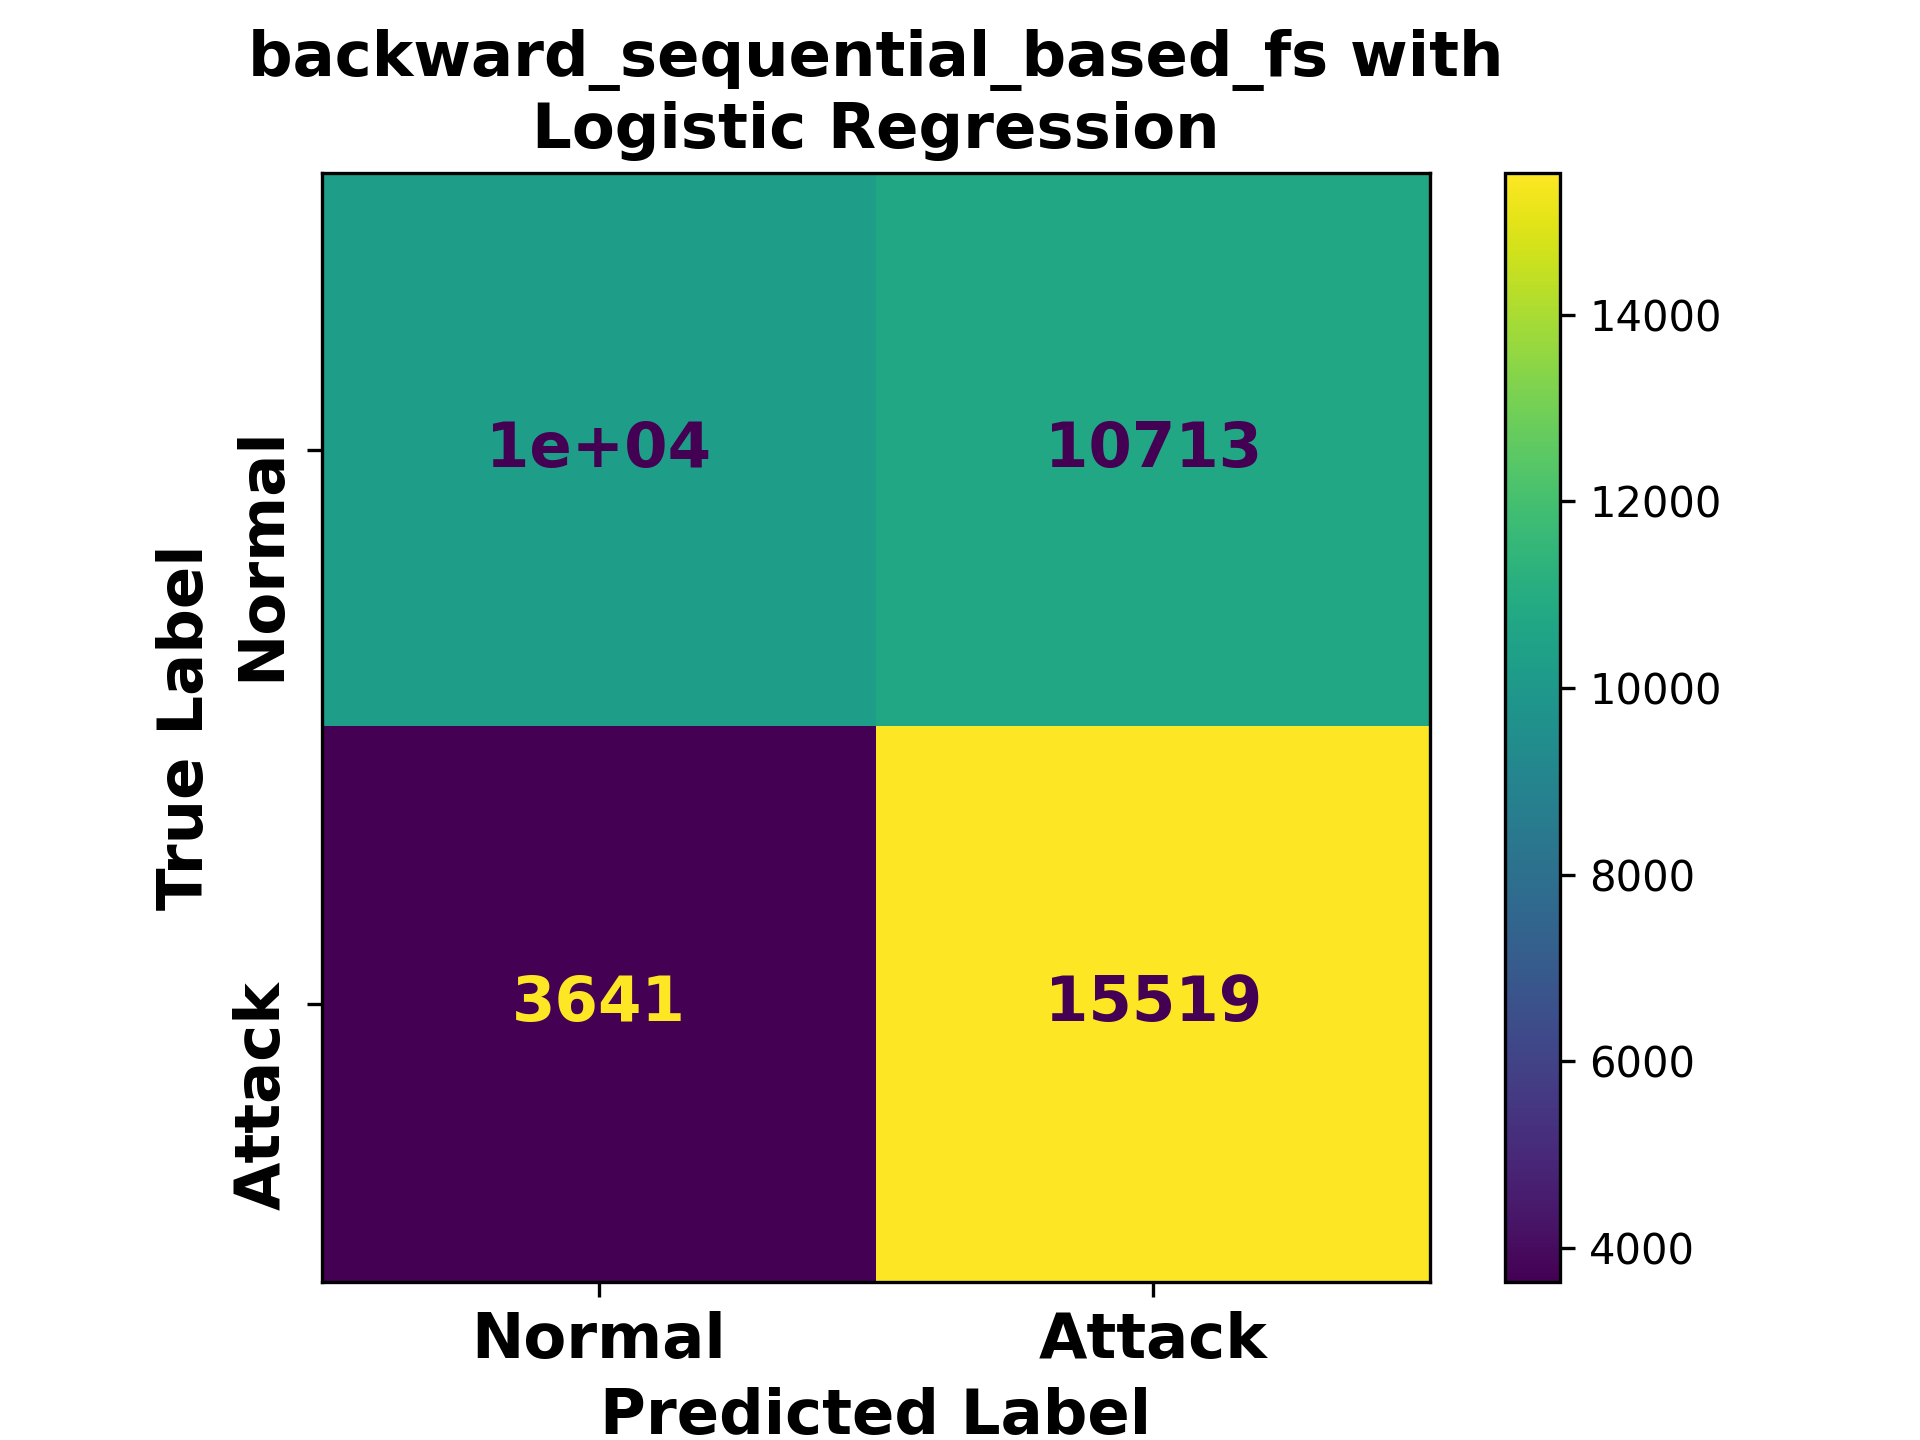 backward_sequential_based_fs with
Logistic Regression
True Label
Normal
Attack
1e+04
10713
3641
15519
Normal
Attack
Predicted Label
14000
12000
10000
8000
6000
4000